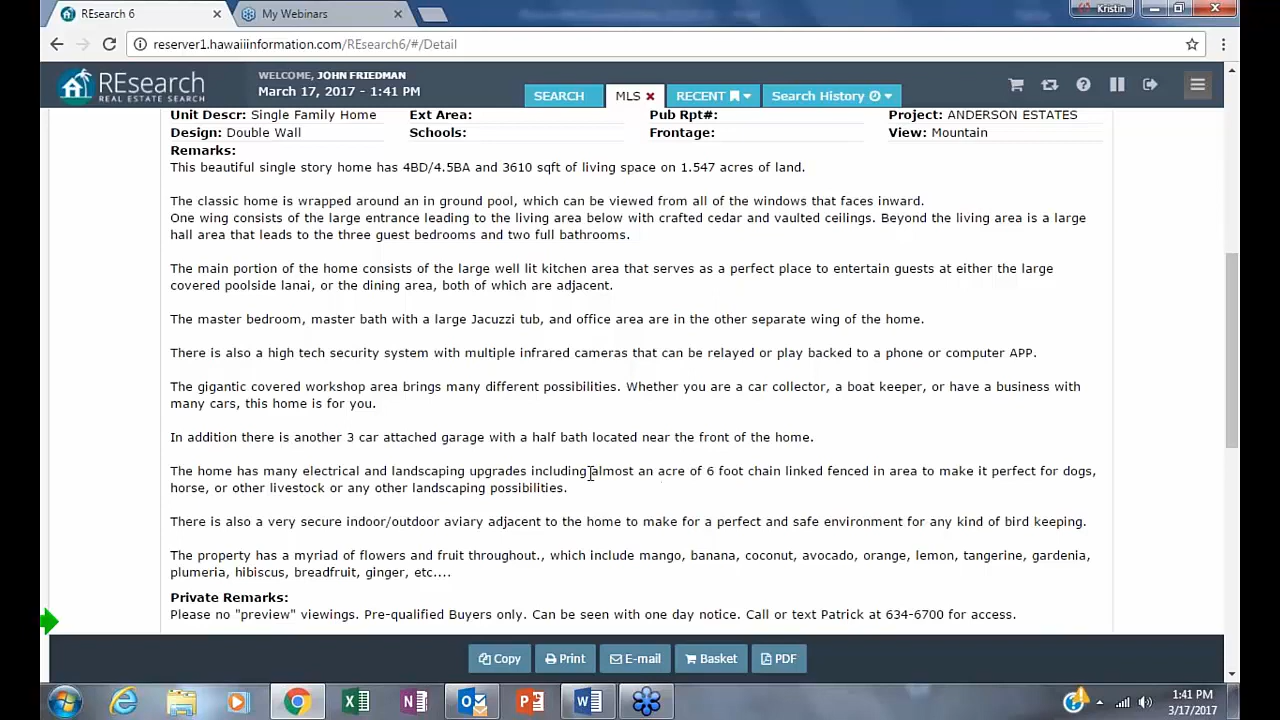 REsearch 6
My Webinars
Kristin
reserver1.hawaiiinformation.com/REsearch6/#/Detail
REsearch
REAL ESTATE SEARCH
WELCOME, JOHN FRIEDMAN
March 17, 2017 - 1:41 PM
SEARCH
MLS
RECENT
Search History
Unit Descr: Single Family Home Ext Area: Pub Rpt#: Project: ANDERSON ESTATES
Design: Double Wall Schools: Frontage: View: Mountain
Remarks:
This beautiful single story home has 4BD/4.5BA and 3610 sqft of living space on 1.547 acres of land.
The classic home is wrapped around an in ground pool, which can be viewed from all of the windows that faces inward.
One wing consists of the large entrance leading to the living area below with crafted cedar and vaulted ceilings. Beyond the living area is a large
hall area that leads to the three guest bedrooms and two full bathrooms.
The main portion of the home consists of the large well lit kitchen area that serves as a perfect place to entertain guests at either the large
covered poolside lanai, or the dining area, both of which are adjacent.
The master bedroom, master bath with a large Jacuzzi tub, and office area are in the other separate wing of the home.
There is also a high tech security system with multiple infrared cameras that can be relayed or play backed to a phone or computer APP.
The gigantic covered workshop area brings many different possibilities. Whether you are a car collector, a boat keeper, or have a business with
many cars, this home is for you.
In addition there is another 3 car attached garage with a half bath located near the front of the home.
The home has many electrical and landscaping upgrades including almost an acre of 6 foot chain linked fenced in area to make it perfect for dogs,
horse, or other livestock or any other landscaping possibilities.
There is also a very secure indoor/outdoor aviary adjacent to the home to make for a perfect and safe environment for any kind of bird keeping.
The property has a myriad of flowers and fruit throughout., which include mango, banana, coconut, avocado, orange, lemon, tangerine, gardenia,
plumeria, hibiscus, breadfruit, ginger, etc....
Private Remarks:
Please no "preview" viewings. Pre-qualified Buyers only. Can be seen with one day notice. Call or text Patrick at 634-6700 for access.
Copy
Print
E-mail
Basket
PDF
1:41 PM
3/17/2017